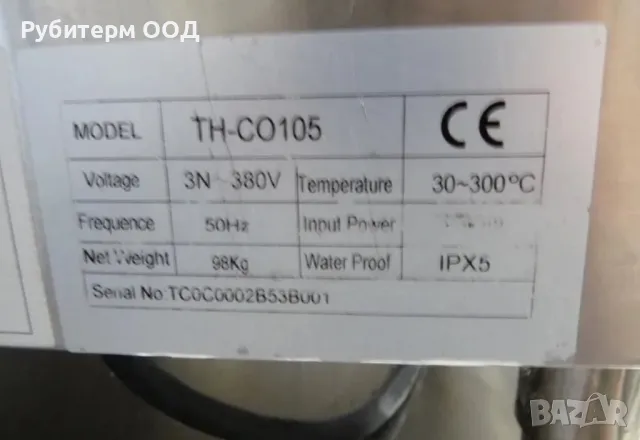 Рубитерм ООД
MODEL TH-CO105 CE
Voltage 3N~380V Temperature 30~300°C
Frequence 50Hz Input Power
Net Weight 98Kg Water Proof IPX5
Serial No:TC0C0002B53B001
BAZAR